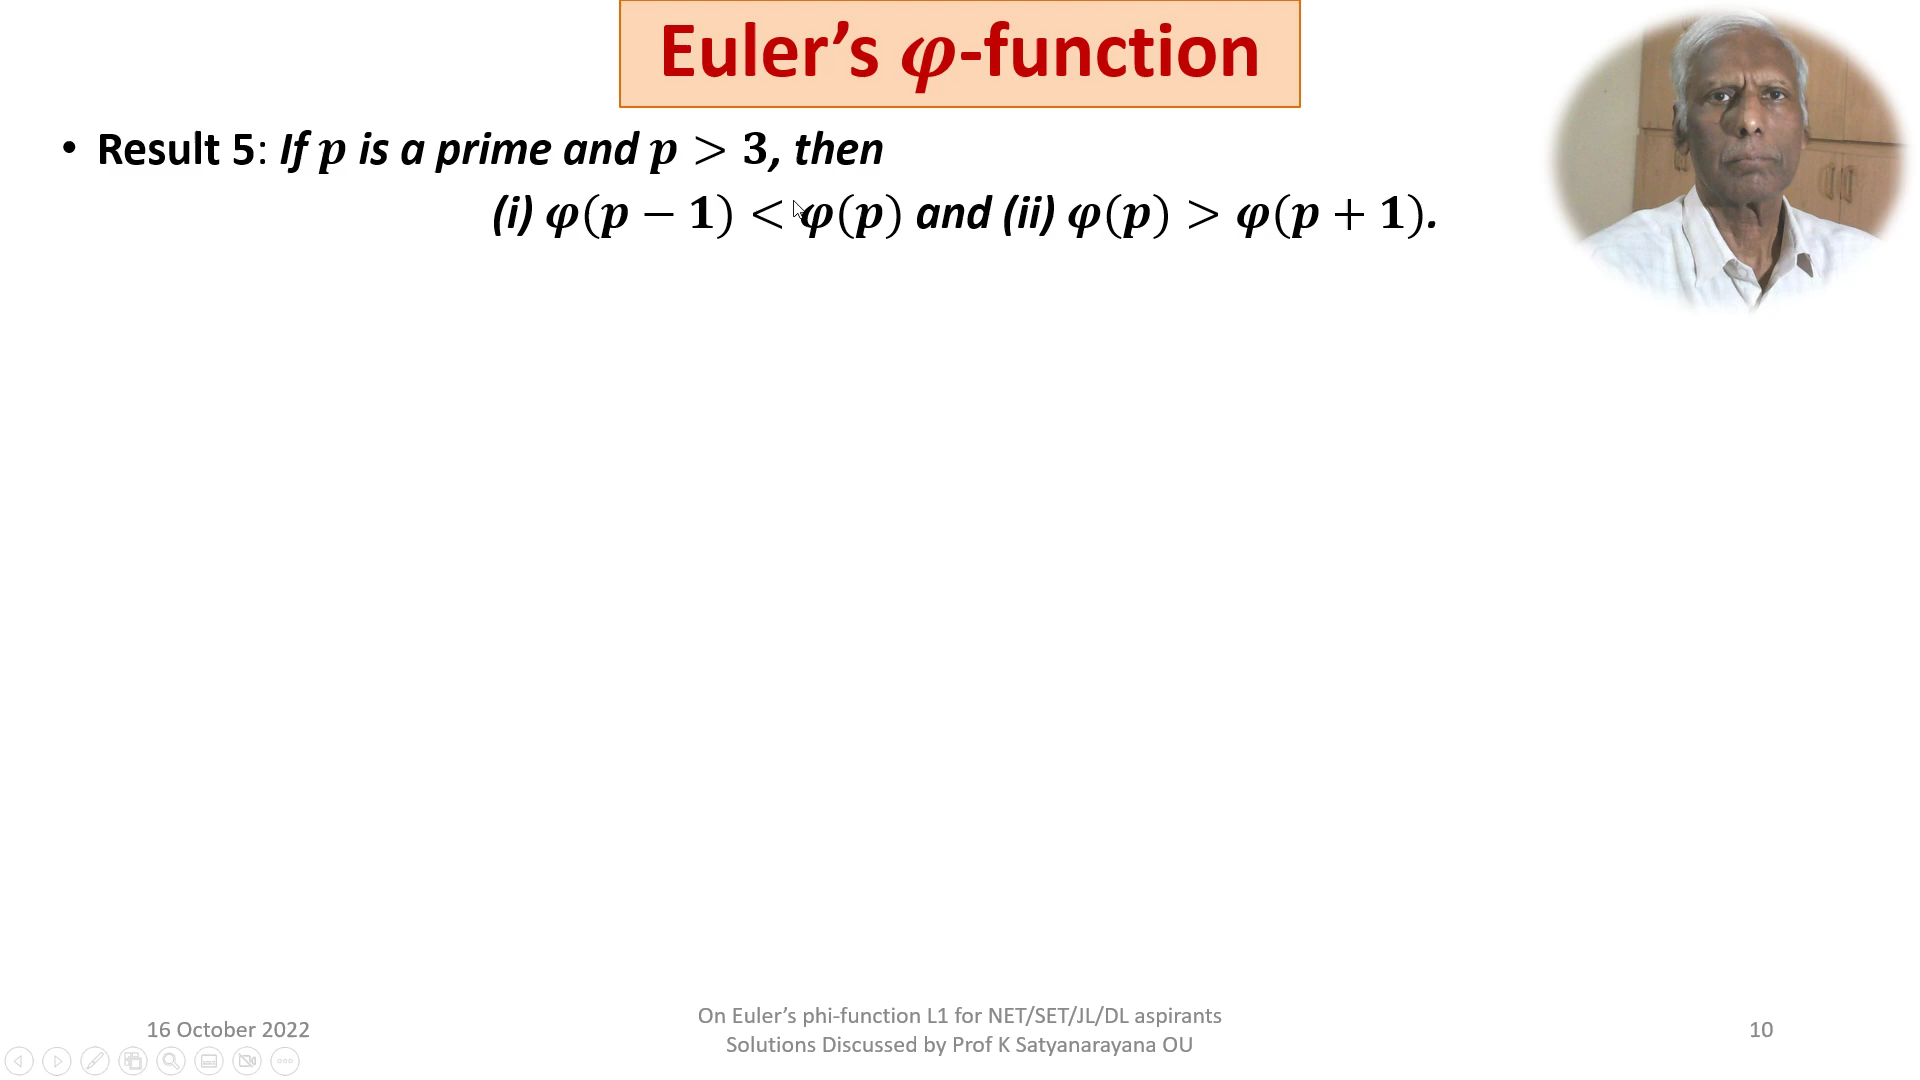 Euler’s 𝝋-function
• Result 5: If 𝒑 is a prime and 𝒑 > 𝟑, then
(i) 𝝋(𝒑 − 𝟏) < 𝝋(𝒑) and (ii) 𝝋(𝒑) > 𝝋(𝒑 + 𝟏).
On Euler’s phi-function L1 for NET/SET/JL/DL aspirants
16 October 2022
Solutions Discussed by Prof K Satyanarayana OU
10